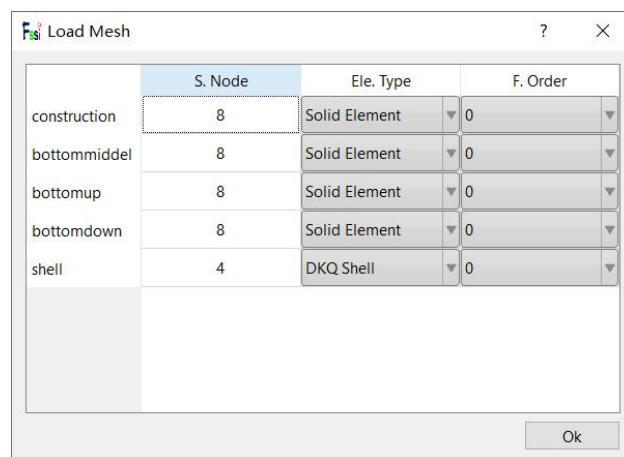 Fssi Load Mesh ? ×
S. Node Ele. Type F. Order
construction 8 Solid Element 0
bottommiddel 8 Solid Element 0
bottomup 8 Solid Element 0
bottomdown 8 Solid Element 0
shell 4 DKQ Shell 0
Ok